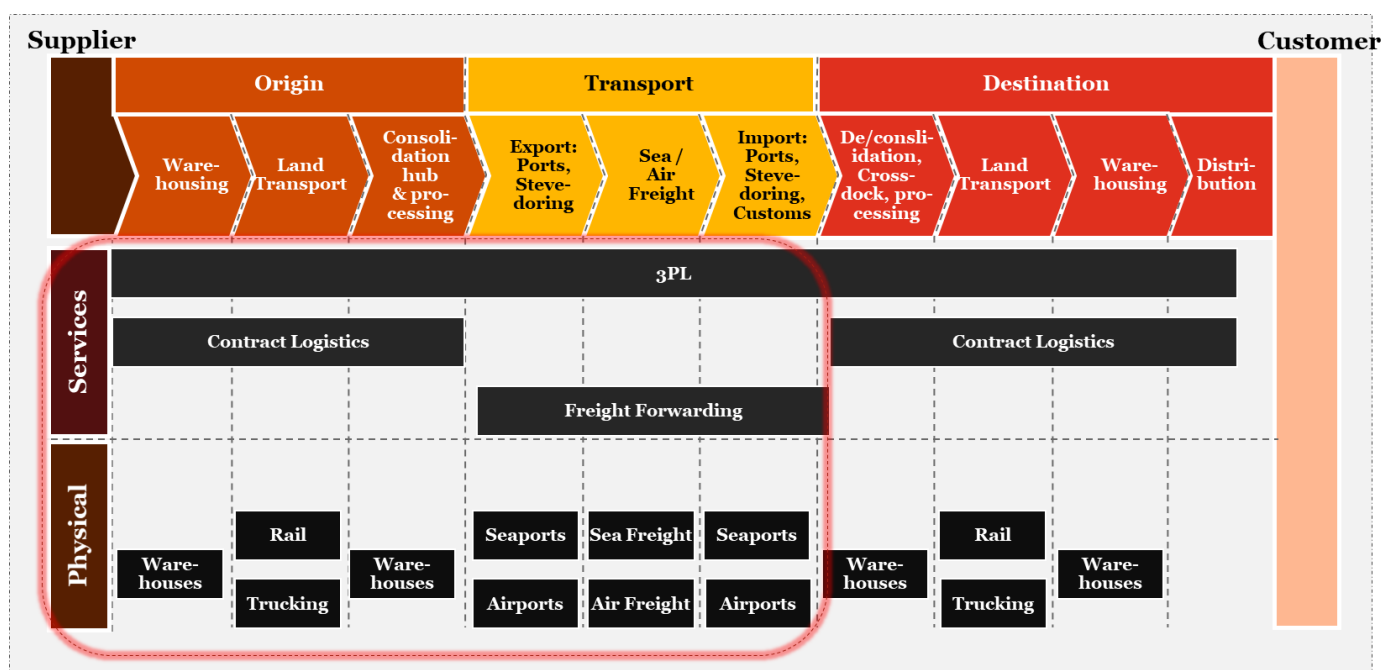 Supplier
Customer
Origin
Transport
Destination
Ware-
housing
Land
Transport
Consoli-
dation
hub
& pro-
cessing
Export:
Ports,
Steve-
doring
Sea /
Air
Freight
Import:
Ports,
Steve-
doring,
Customs
De/consli-
idation,
Cross-
dock, pro-
cessing
Land
Transport
Ware-
housing
Distri-
bution
Services
3PL
Contract Logistics
Contract Logistics
Freight Forwarding
Physical
Ware-
houses
Rail
Trucking
Ware-
houses
Seaports
Airports
Sea Freight
Air Freight
Seaports
Airports
Ware-
houses
Rail
Trucking
Ware-
houses